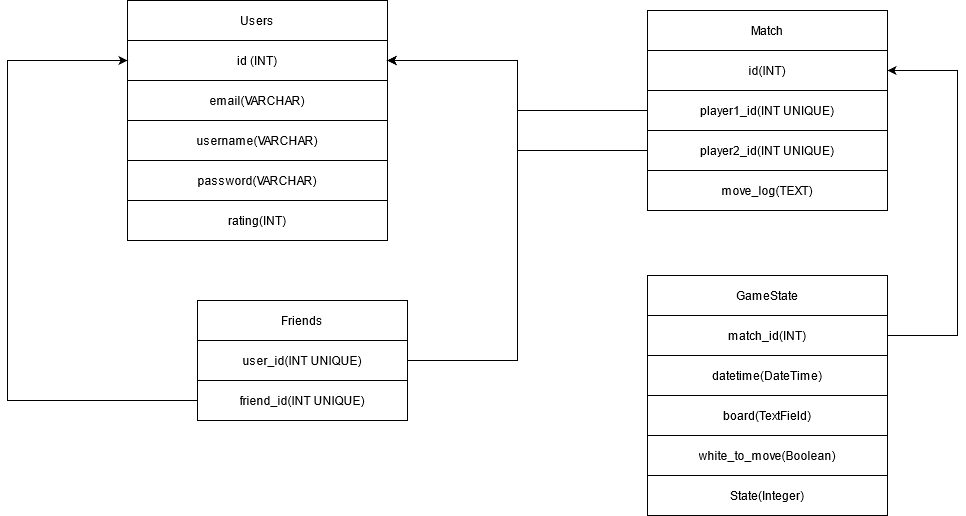 Users
id (INT)
email(VARCHAR)
username(VARCHAR)
password(VARCHAR)
rating(INT)
Match
id(INT)
player1_id(INT UNIQUE)
player2_id(INT UNIQUE)
move_log(TEXT)
Friends
user_id(INT UNIQUE)
friend_id(INT UNIQUE)
GameState
match_id(INT)
datetime(DateTime)
board(TextField)
white_to_move(Boolean)
State(Integer)